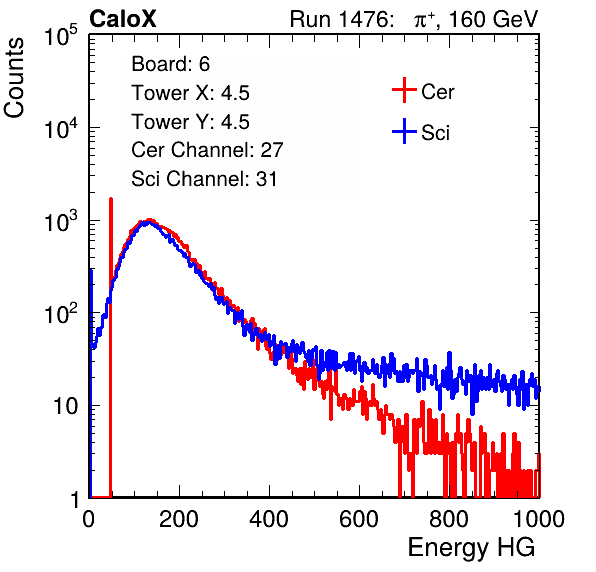 CaloX Run 1476: π⁺, 160 GeV
Counts
10⁵
10⁴
10³
10²
10
1
Board: 6
Tower X: 4.5
Tower Y: 4.5
Cer Channel: 27
Sci Channel: 31
Cer
Sci
0 200 400 600 800 1000
Energy HG